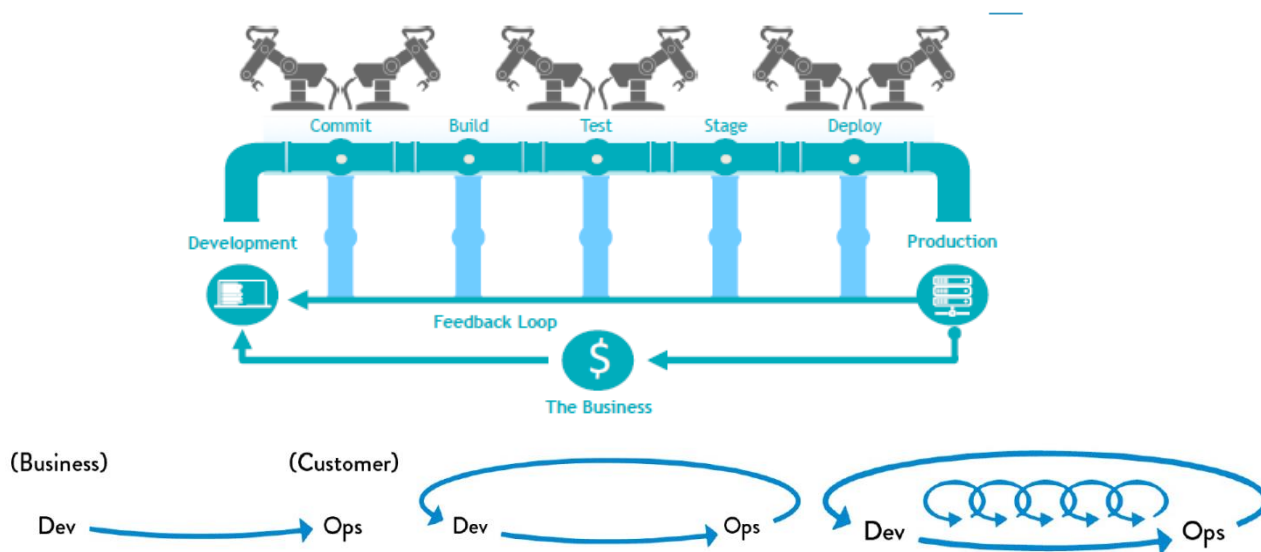 Commit Build Test Stage Deploy
Development
Production
Feedback Loop
$
The Business
(Business) (Customer)
Dev Ops
Dev Ops
Dev Ops